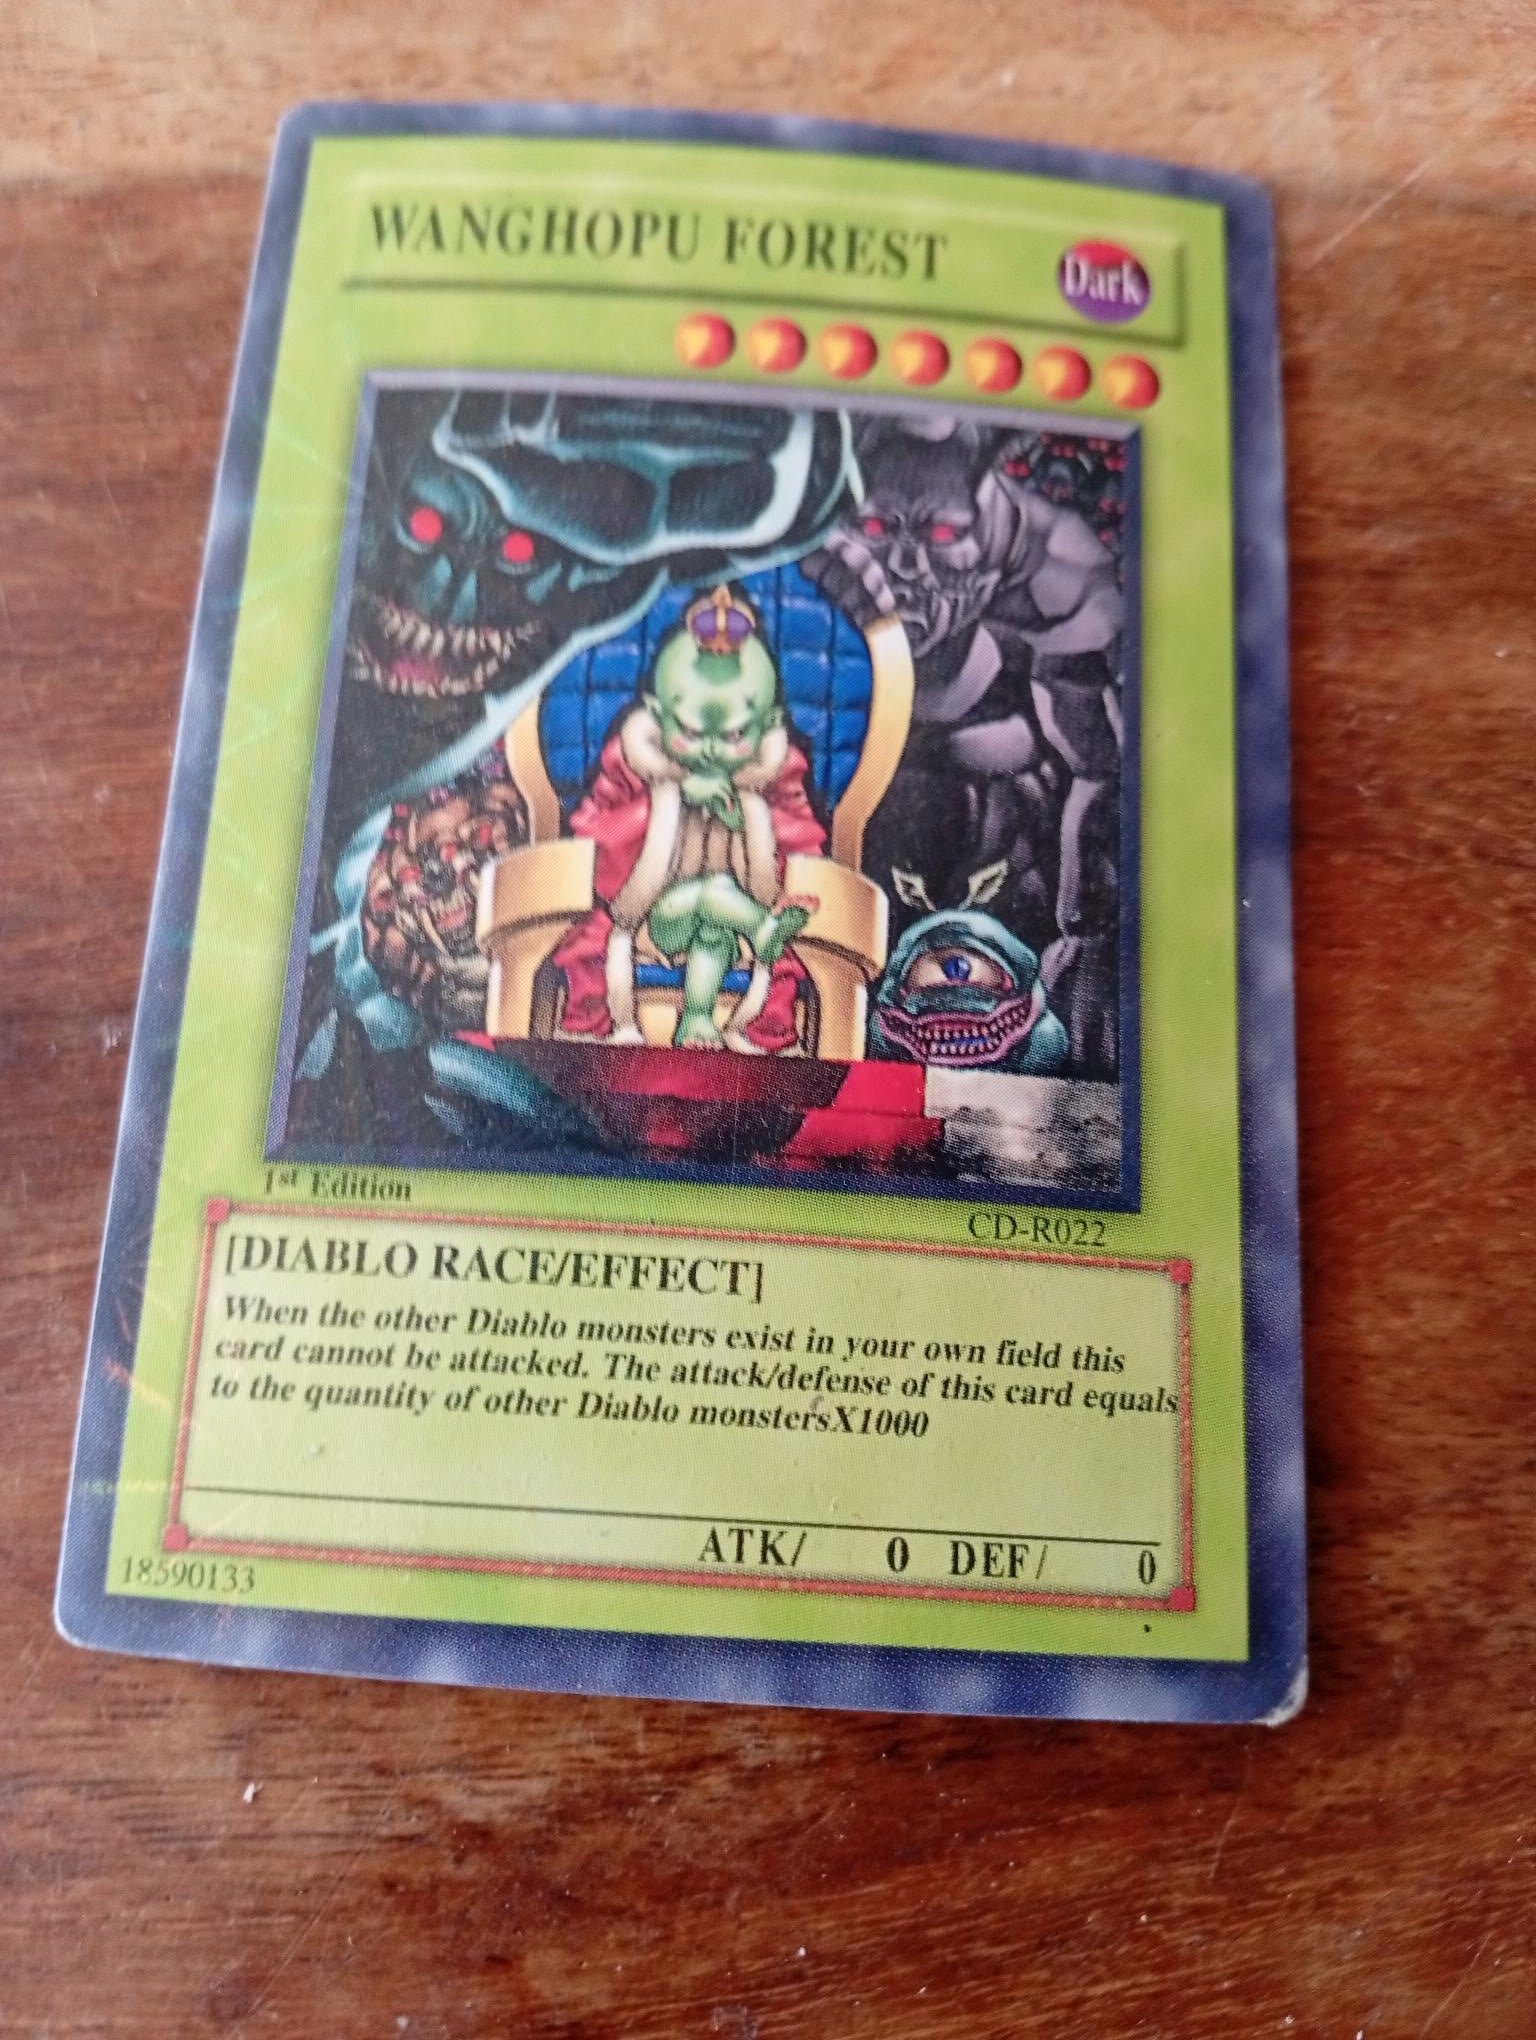 WANGHOPU FOREST
Dark
1st Edition
CD-R022
[DIABLO RACE/EFFECT]
When the other Diablo monsters exist in your own field this
card cannot be attacked. The attack/defense of this card equals
to the quantity of other Diablo monstersX1000
ATK/ 0 DEF/ 0
18590133